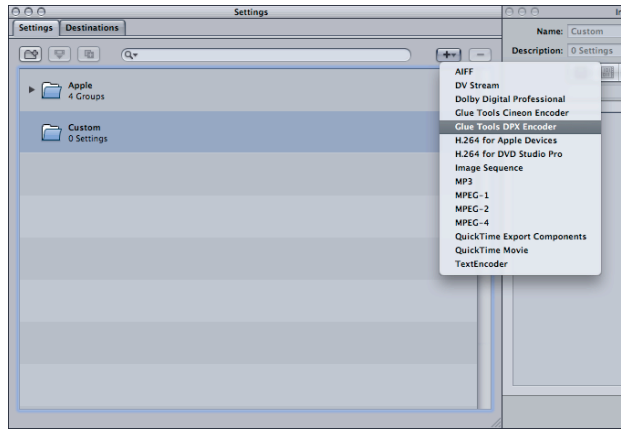 Settings
Settings
Destinations
Apple
4 Groups
Custom
0 Settings
AIFF
DV Stream
Dolby Digital Professional
Glue Tools Cineon Encoder
Glue Tools DPX Encoder
H.264 for Apple Devices
H.264 for DVD Studio Pro
Image Sequence
MP3
MPEG-1
MPEG-2
MPEG-4
QuickTime Export Components
QuickTime Movie
TextEncoder
Name: Custom
Description: 0 Settings